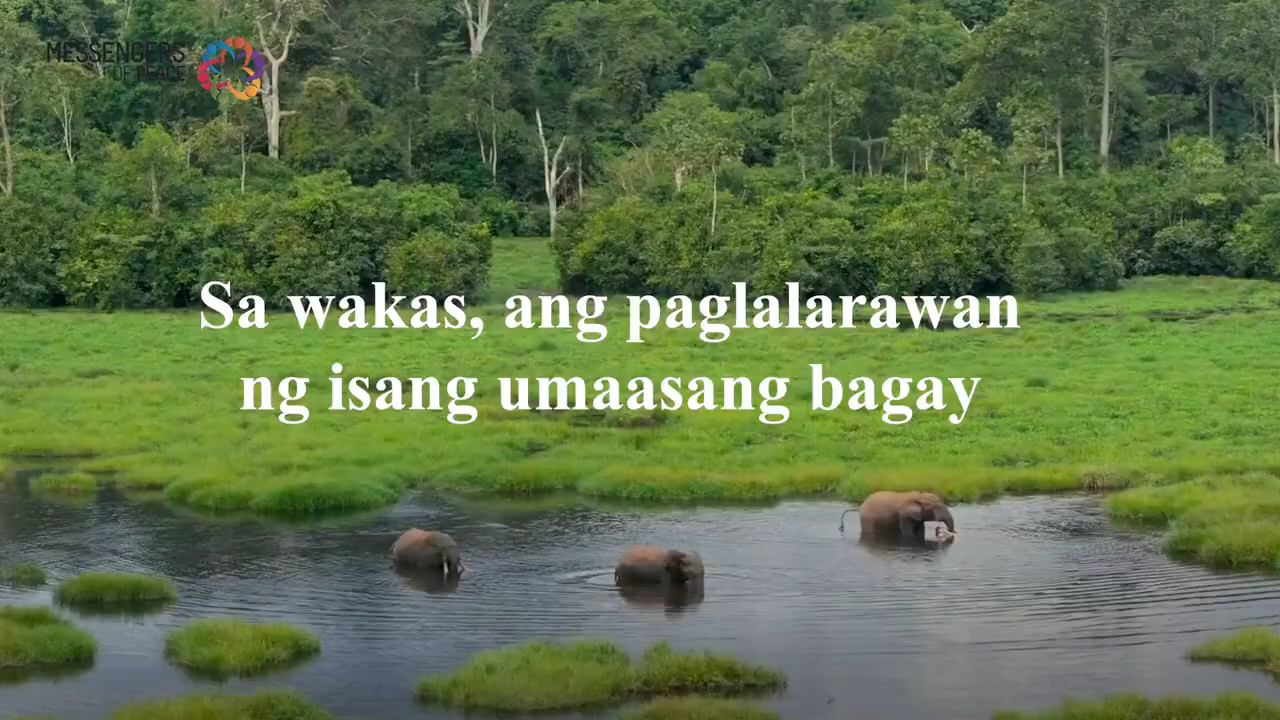 MESSENGERS
OF PEACE
Sa wakas, ang paglalarawan
ng isang umaasang bagay